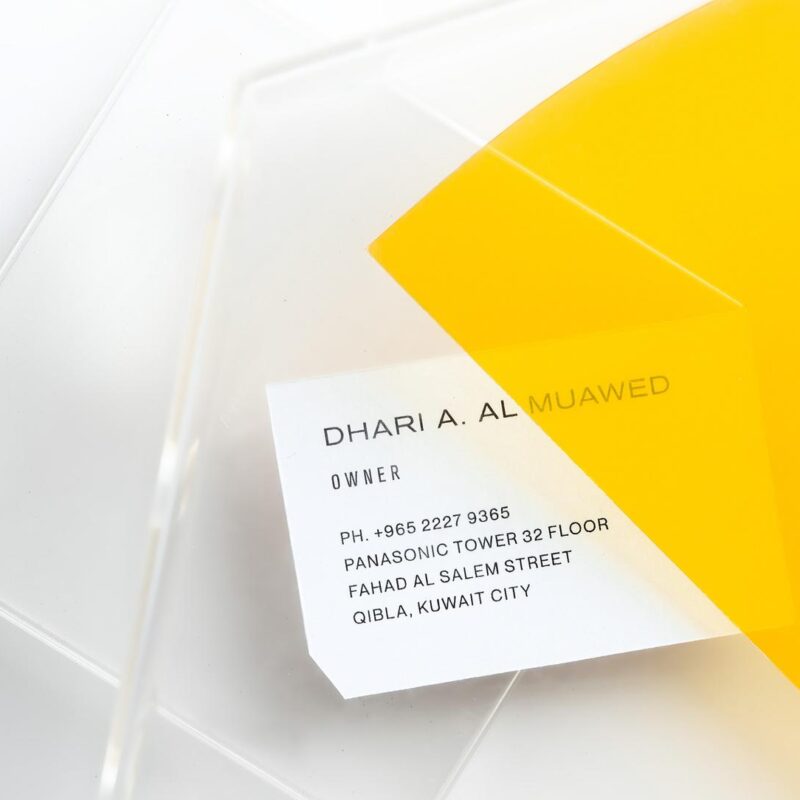 DHARI A. AL MUAWED
OWNER
PH. +965 2227 9365
PANASONIC TOWER 32 FLOOR
FAHAD AL SALEM STREET
QIBLA, KUWAIT CITY